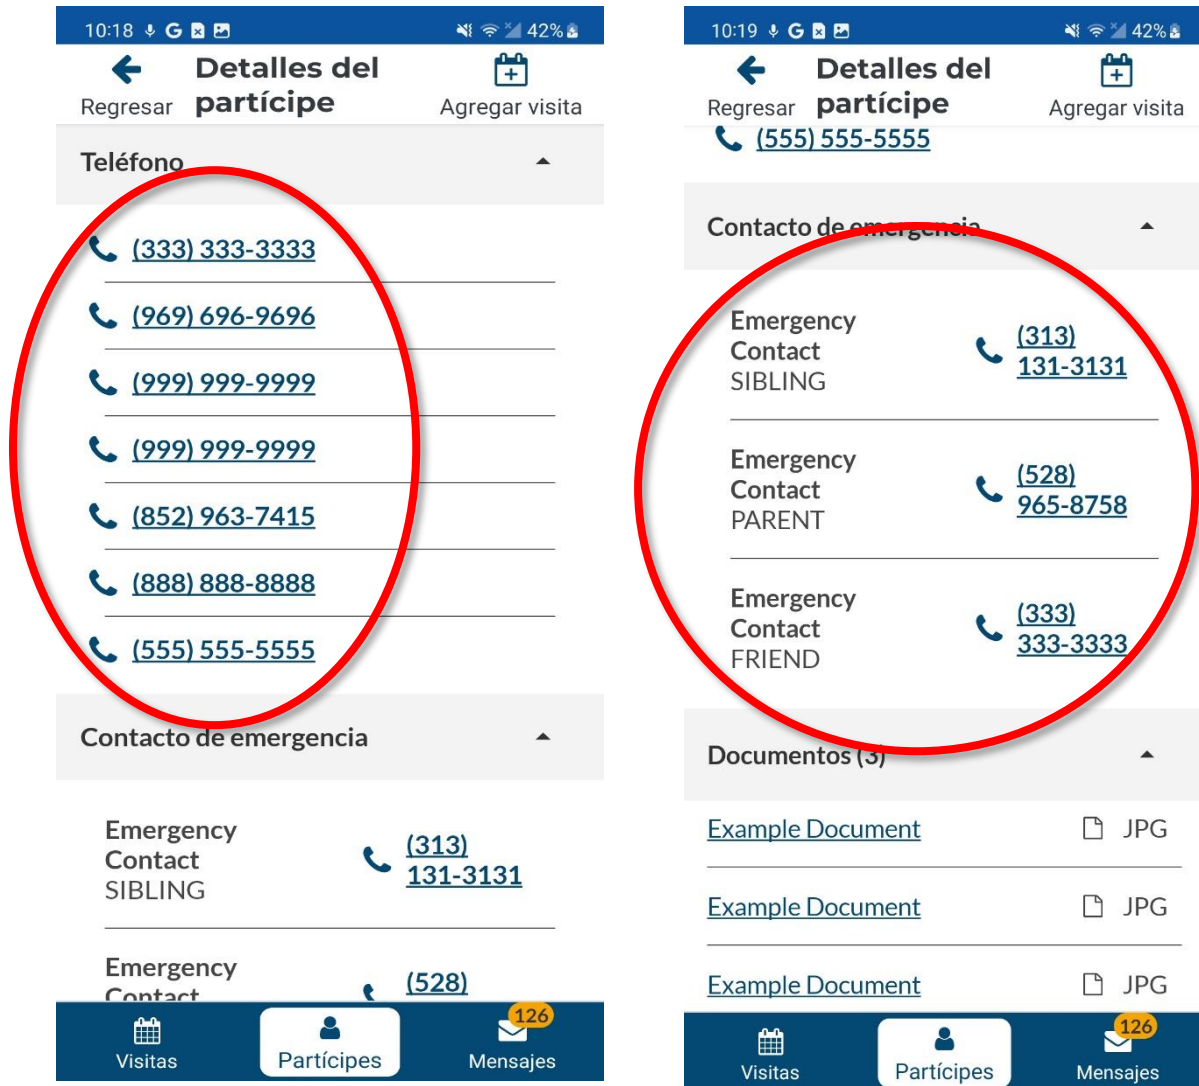 10:18 G 42%
Regresar
Detalles del
partícipe
Agregar visita
Teléfono
(333) 333-3333
(969) 696-9696
(999) 999-9999
(999) 999-9999
(852) 963-7415
(888) 888-8888
(555) 555-5555
Contacto de emergencia
Emergency
Contact
SIBLING
(313)
131-3131
Emergency
Contact
(528)
Visitas
Partícipes
126
Mensajes
10:19 G 42%
Regresar
Detalles del
partícipe
Agregar visita
(555) 555-5555
Contacto de emergencia
Emergency
Contact
SIBLING
(313)
131-3131
Emergency
Contact
PARENT
(528)
965-8758
Emergency
Contact
FRIEND
(333)
333-3333
Documentos (3)
Example Document JPG
Example Document JPG
Example Document JPG
Visitas
Partícipes
126
Mensajes